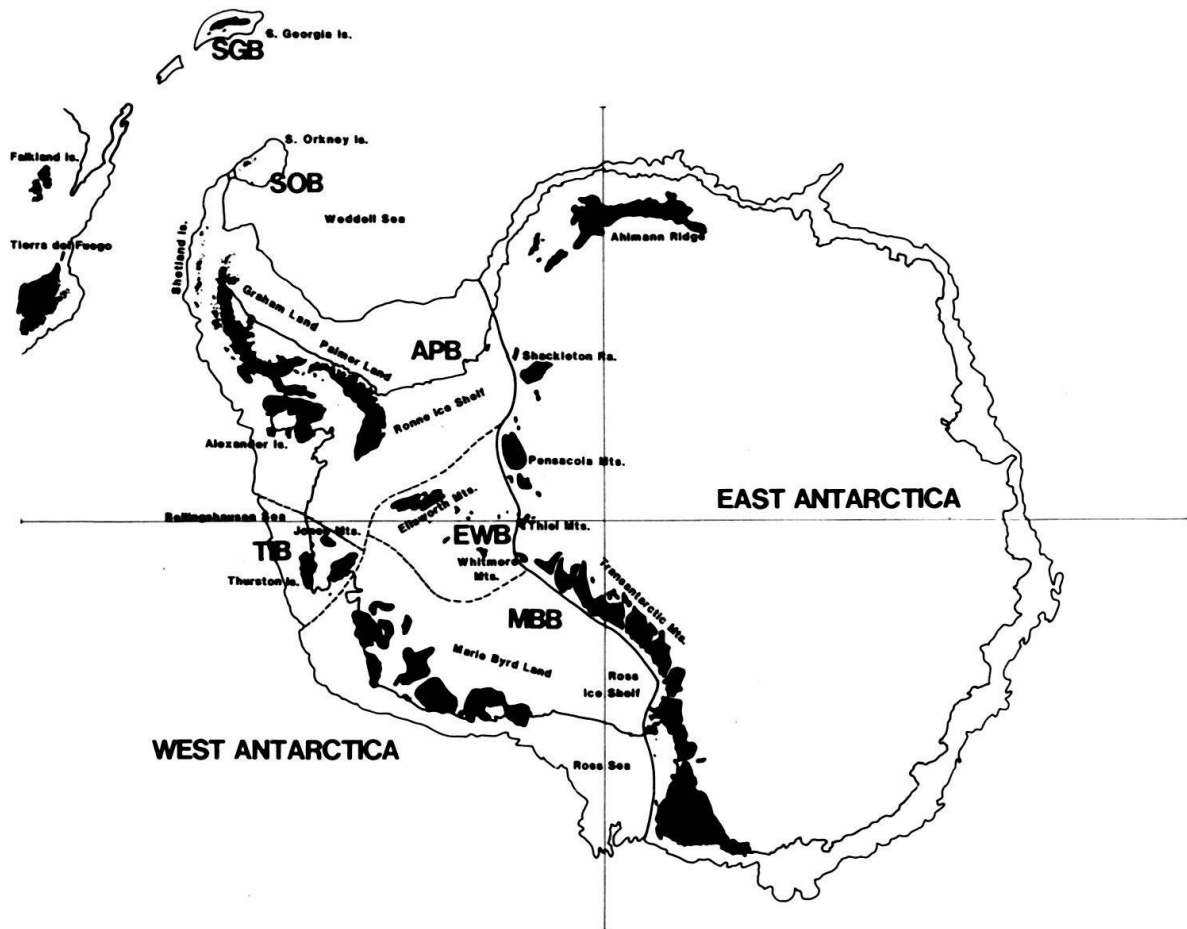 S. Georgia Is.
SGB
S. Orkney Is.
Falkland Is.
SOB
Weddell Sea
Ahlmann Ridge
Tierra del Fuego
Shetland Is.
Graham Land
Palmer Land
APB
Shackleton Ra.
Ronne Ice Shelf
Alexander Is.
Pensacola Mts.
Ellsworth Mts.
EAST ANTARCTICA
Bellingshausen Sea
Jones Mts.
Thiel Mts.
EWB
TIB
Whitmore
Mts.
Thurston Is.
Transantarctic Mts.
MBB
Marie Byrd Land
Ross
Ice Shelf
WEST ANTARCTICA
Ross Sea